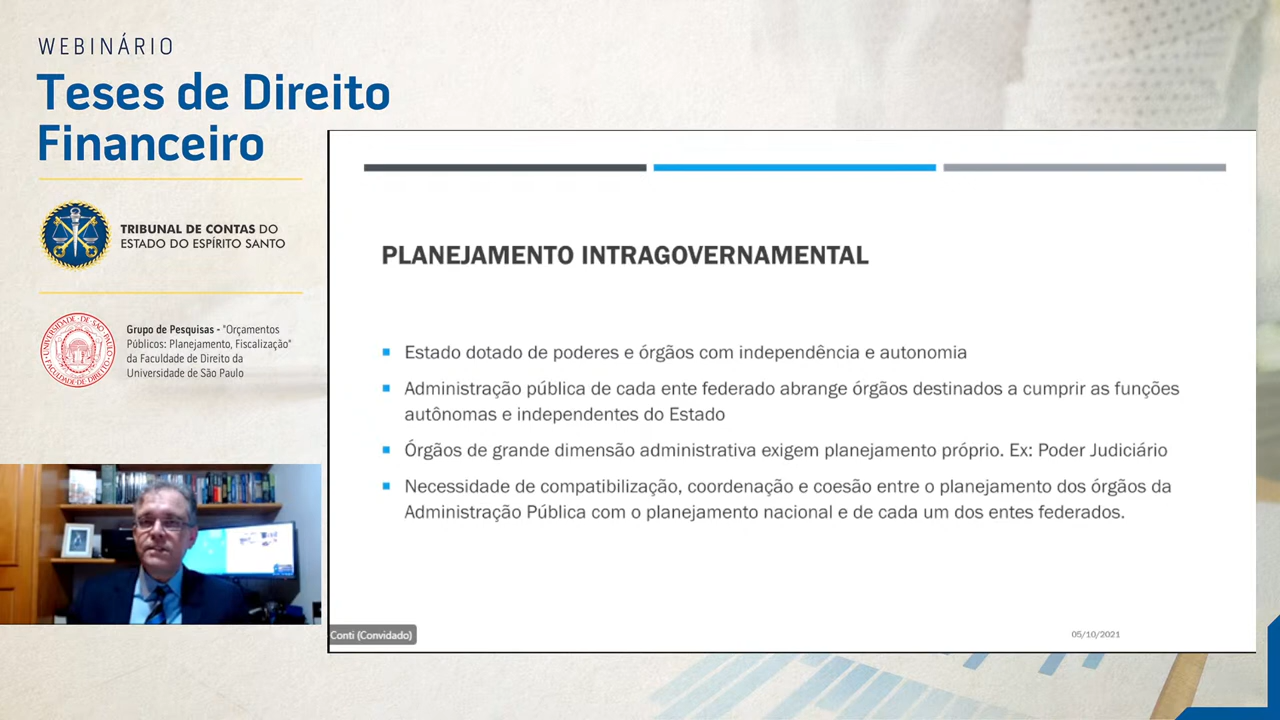 WEBINÁRIO
Teses de Direito
Financeiro
TRIBUNAL DE CONTAS DO
ESTADO DO ESPÍRITO SANTO
Grupo de Pesquisas - "Orçamentos
Públicos: Planejamento, Fiscalização"
da Faculdade de Direito da
Universidade de São Paulo
PLANEJAMENTO INTRAGOVERNAMENTAL
Estado dotado de poderes e órgãos com independência e autonomia
Administração pública de cada ente federado abrange órgãos destinados a cumprir as funções
autônomas e independentes do Estado
Órgãos de grande dimensão administrativa exigem planejamento próprio. Ex: Poder Judiciário
Necessidade de compatibilização, coordenação e coesão entre o planejamento dos órgãos da
Administração Pública com o planejamento nacional e de cada um dos entes federados.
Conti (Convidado)
05/10/2021